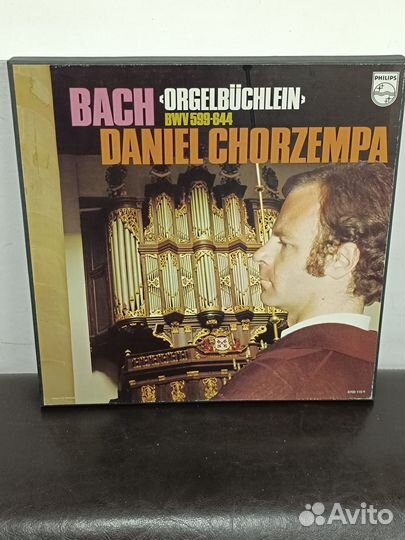 PHILIPS
BACH ‹ORGELBÜCHLEIN›
BWV 599-644
DANIEL CHORZEMPA
Avito